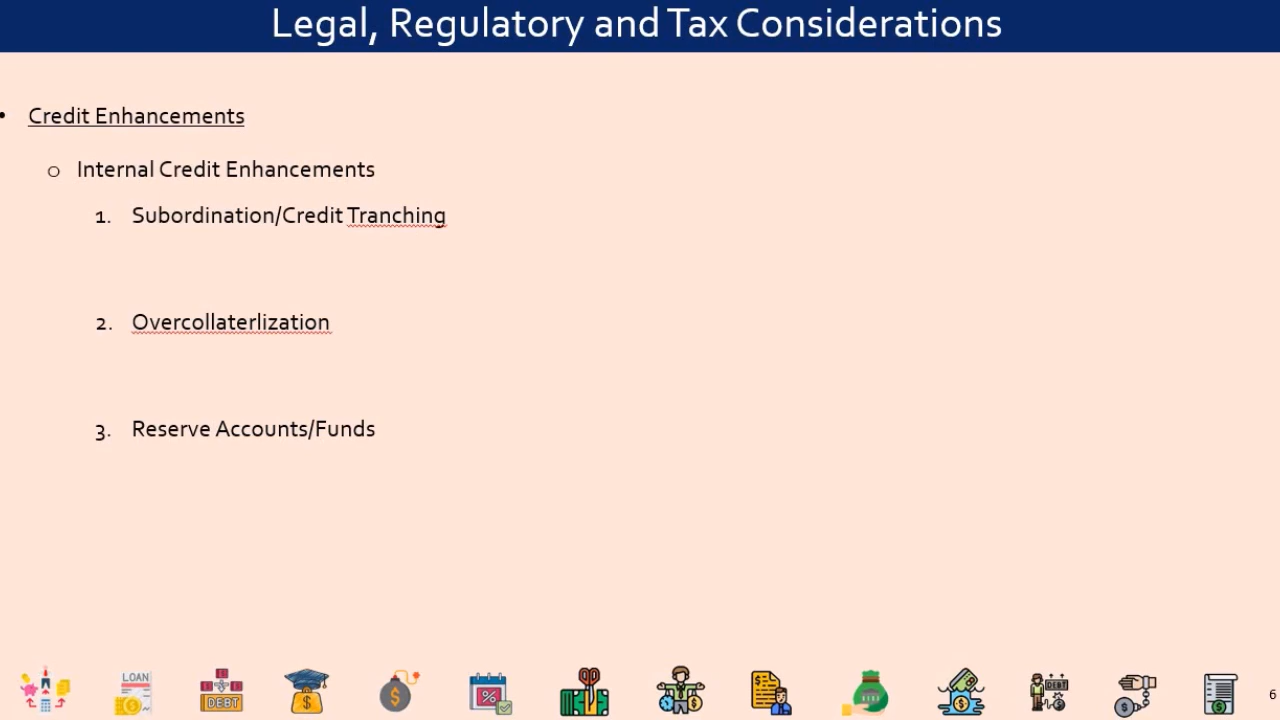 Legal, Regulatory and Tax Considerations
• Credit Enhancements
o Internal Credit Enhancements
1. Subordination/Credit Tranching
2. Overcollaterlization
3. Reserve Accounts/Funds
LOAN
DEBT
DEBT
6